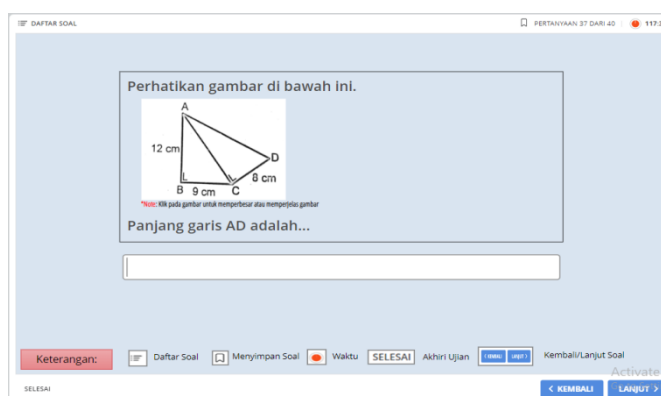 DAFTAR SOAL
PERTANYAAN 37 DARI 40
117:
Perhatikan gambar di bawah ini.
A
12 cm
D
8 cm
B 9 cm C
*Note: Klik pada gambar untuk memperbesar atau memperjelas gambar
Panjang garis AD adalah...
Keterangan:
Daftar Soal
Menyimpan Soal
Waktu
SELESAI
Akhiri Ujian
Kembali/Lanjut Soal
Activate
SELESAI
< KEMBALI
LANJUT >